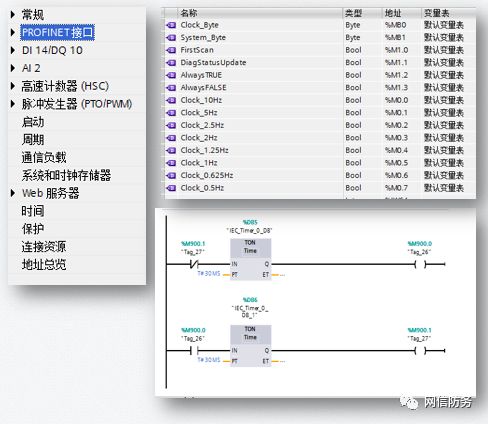 常规
PROFINET接口
DI 14/DQ 10
AI 2
高速计数器 (HSC)
脉冲发生器 (PTO/PWM)
启动
周期
通信负载
系统和时钟存储器
Web 服务器
时间
保护
连接资源
地址总览
名称 类型 地址 变量表
Clock_Byte Byte %MB0 默认变量表
System_Byte Byte %MB1 默认变量表
FirstScan Bool %M1.0 默认变量表
DiagStatusUpdate Bool %M1.1 默认变量表
AlwaysTRUE Bool %M1.2 默认变量表
AlwaysFALSE Bool %M1.3 默认变量表
Clock_10Hz Bool %M0.0 默认变量表
Clock_5Hz Bool %M0.1 默认变量表
Clock_2.5Hz Bool %M0.2 默认变量表
Clock_2Hz Bool %M0.3 默认变量表
Clock_1.25Hz Bool %M0.4 默认变量表
Clock_1Hz Bool %M0.5 默认变量表
Clock_0.625Hz Bool %M0.6 默认变量表
Clock_0.5Hz Bool %M0.7 默认变量表
%DB5
"IEC_Timer_0_DB"
%M900.1 TON %M900.0
"Tag_27" Time "Tag_26"
IN Q
T#30MS PT ET ...
%DB6
"IEC_Timer_0_
DB_1"
%M900.0 TON %M900.1
"Tag_26" Time "Tag_27"
IN Q
T#30MS PT ET ...
网信防务